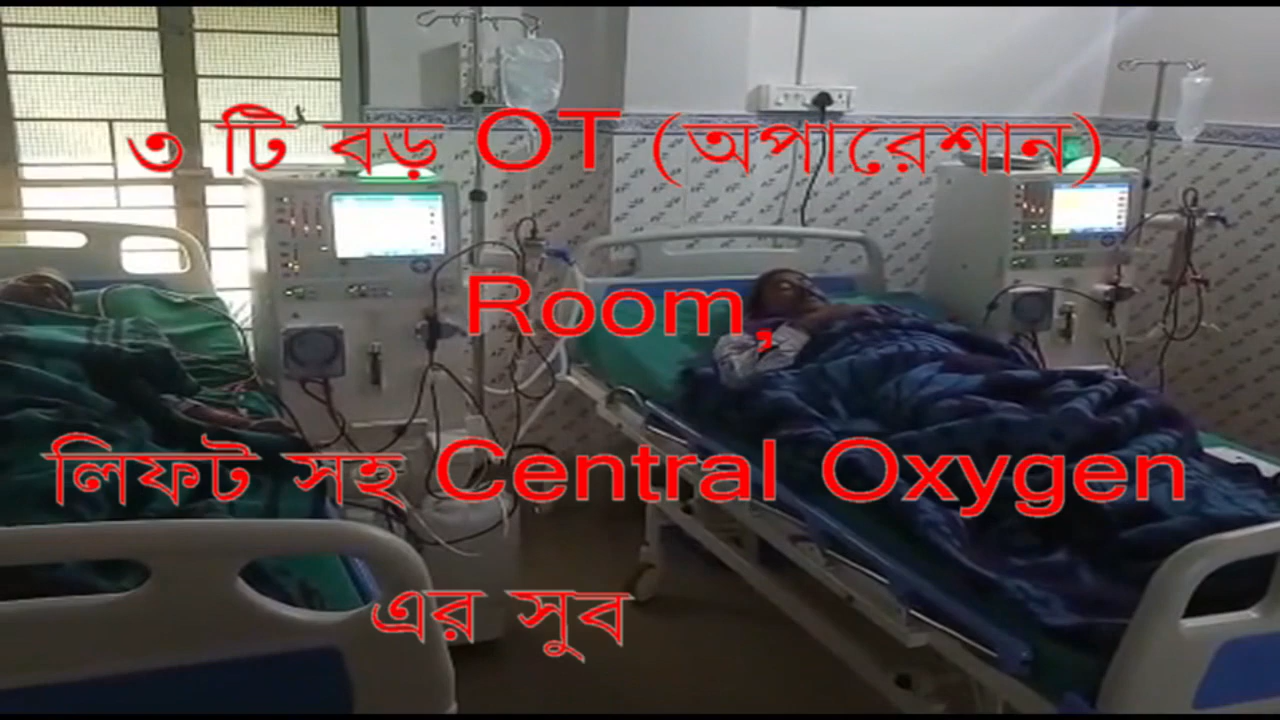 ৩ টি বড় OT (অপারেশান)
Room,
লিফট সহ Central Oxygen
এর সুব